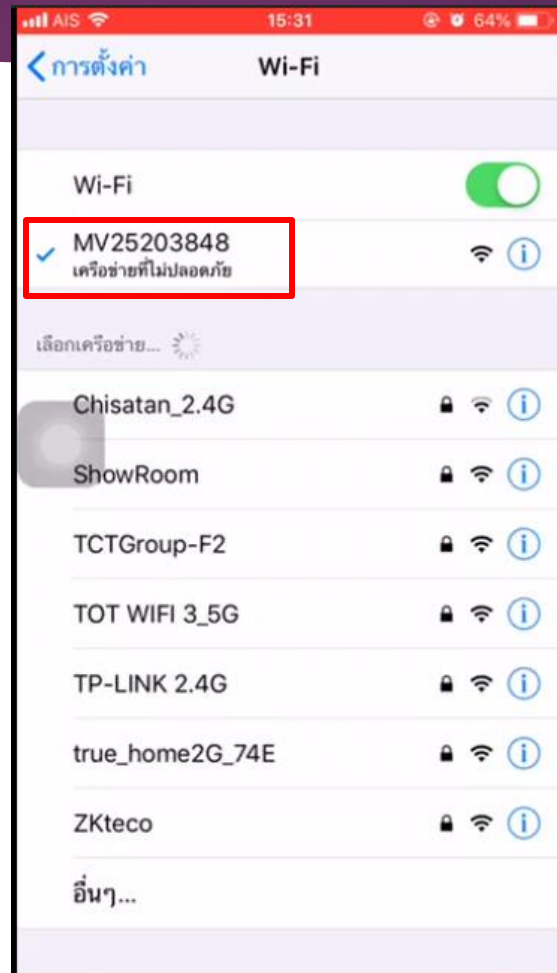 AIS 15:31 64%
การตั้งค่า Wi-Fi
Wi-Fi
MV25203848
เครือข่ายที่ไม่ปลอดภัย
เลือกเครือข่าย...
Chisatan_2.4G
ShowRoom
TCTGroup-F2
TOT WIFI 3_5G
TP-LINK 2.4G
true_home2G_74E
ZKteco
อื่นๆ...